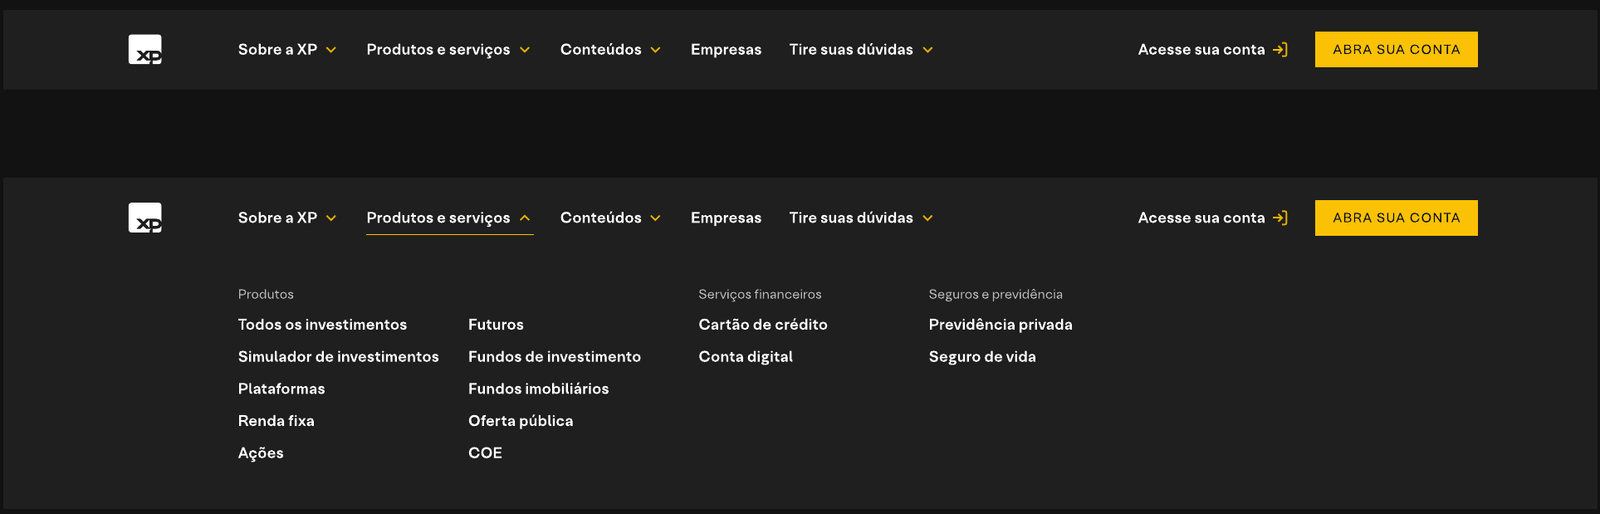 XP Sobre a XP Produtos e serviços Conteúdos Empresas Tire suas dúvidas Acesse sua conta ABRA SUA CONTA
XP Sobre a XP Produtos e serviços Conteúdos Empresas Tire suas dúvidas Acesse sua conta ABRA SUA CONTA
Produtos Serviços financeiros Seguros e previdência
Todos os investimentos Futuros Cartão de crédito Previdência privada
Simulador de investimentos Fundos de investimento Conta digital Seguro de vida
Plataformas Fundos imobiliários
Renda fixa Oferta pública
Ações COE